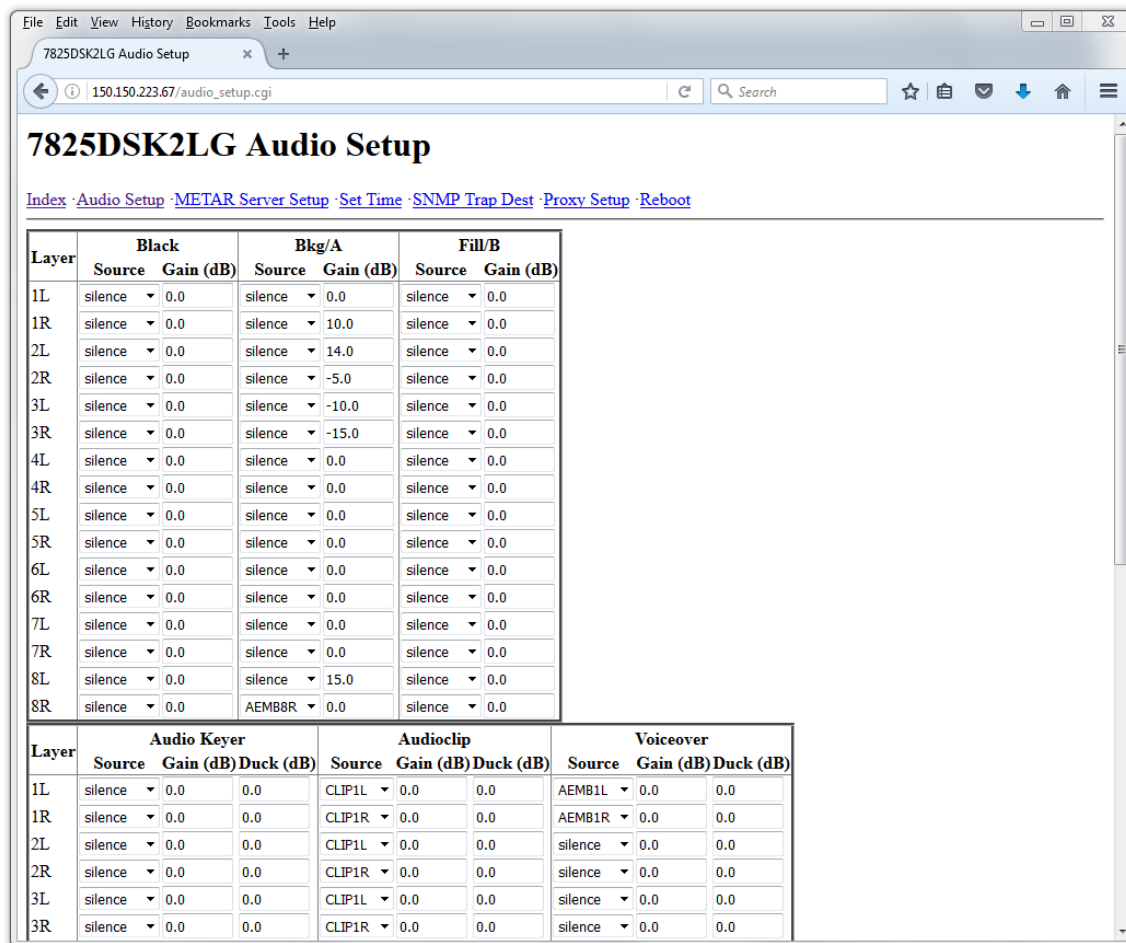 File Edit View History Bookmarks Tools Help
7825DSK2LG Audio Setup
150.150.223.67/audio_setup.cgi Search
7825DSK2LG Audio Setup
Index · Audio Setup · METAR Server Setup · Set Time · SNMP Trap Dest · Proxy Setup · Reboot
Layer Black Bkg/A Fill/B
Source Gain (dB) Source Gain (dB) Source Gain (dB)
1L silence 0.0 silence 0.0 silence 0.0
1R silence 0.0 silence 10.0 silence 0.0
2L silence 0.0 silence 14.0 silence 0.0
2R silence 0.0 silence -5.0 silence 0.0
3L silence 0.0 silence -10.0 silence 0.0
3R silence 0.0 silence -15.0 silence 0.0
4L silence 0.0 silence 0.0 silence 0.0
4R silence 0.0 silence 0.0 silence 0.0
5L silence 0.0 silence 0.0 silence 0.0
5R silence 0.0 silence 0.0 silence 0.0
6L silence 0.0 silence 0.0 silence 0.0
6R silence 0.0 silence 0.0 silence 0.0
7L silence 0.0 silence 0.0 silence 0.0
7R silence 0.0 silence 0.0 silence 0.0
8L silence 0.0 silence 15.0 silence 0.0
8R silence 0.0 AEMB8R 0.0 silence 0.0
Layer Audio Keyer Audioclip Voiceover
Source Gain (dB) Duck (dB) Source Gain (dB) Duck (dB) Source Gain (dB) Duck (dB)
1L silence 0.0 0.0 CLIP1L 0.0 0.0 AEMB1L 0.0 0.0
1R silence 0.0 0.0 CLIP1R 0.0 0.0 AEMB1R 0.0 0.0
2L silence 0.0 0.0 CLIP1L 0.0 0.0 silence 0.0 0.0
2R silence 0.0 0.0 CLIP1R 0.0 0.0 silence 0.0 0.0
3L silence 0.0 0.0 CLIP1L 0.0 0.0 silence 0.0 0.0
3R silence 0.0 0.0 CLIP1R 0.0 0.0 silence 0.0 0.0